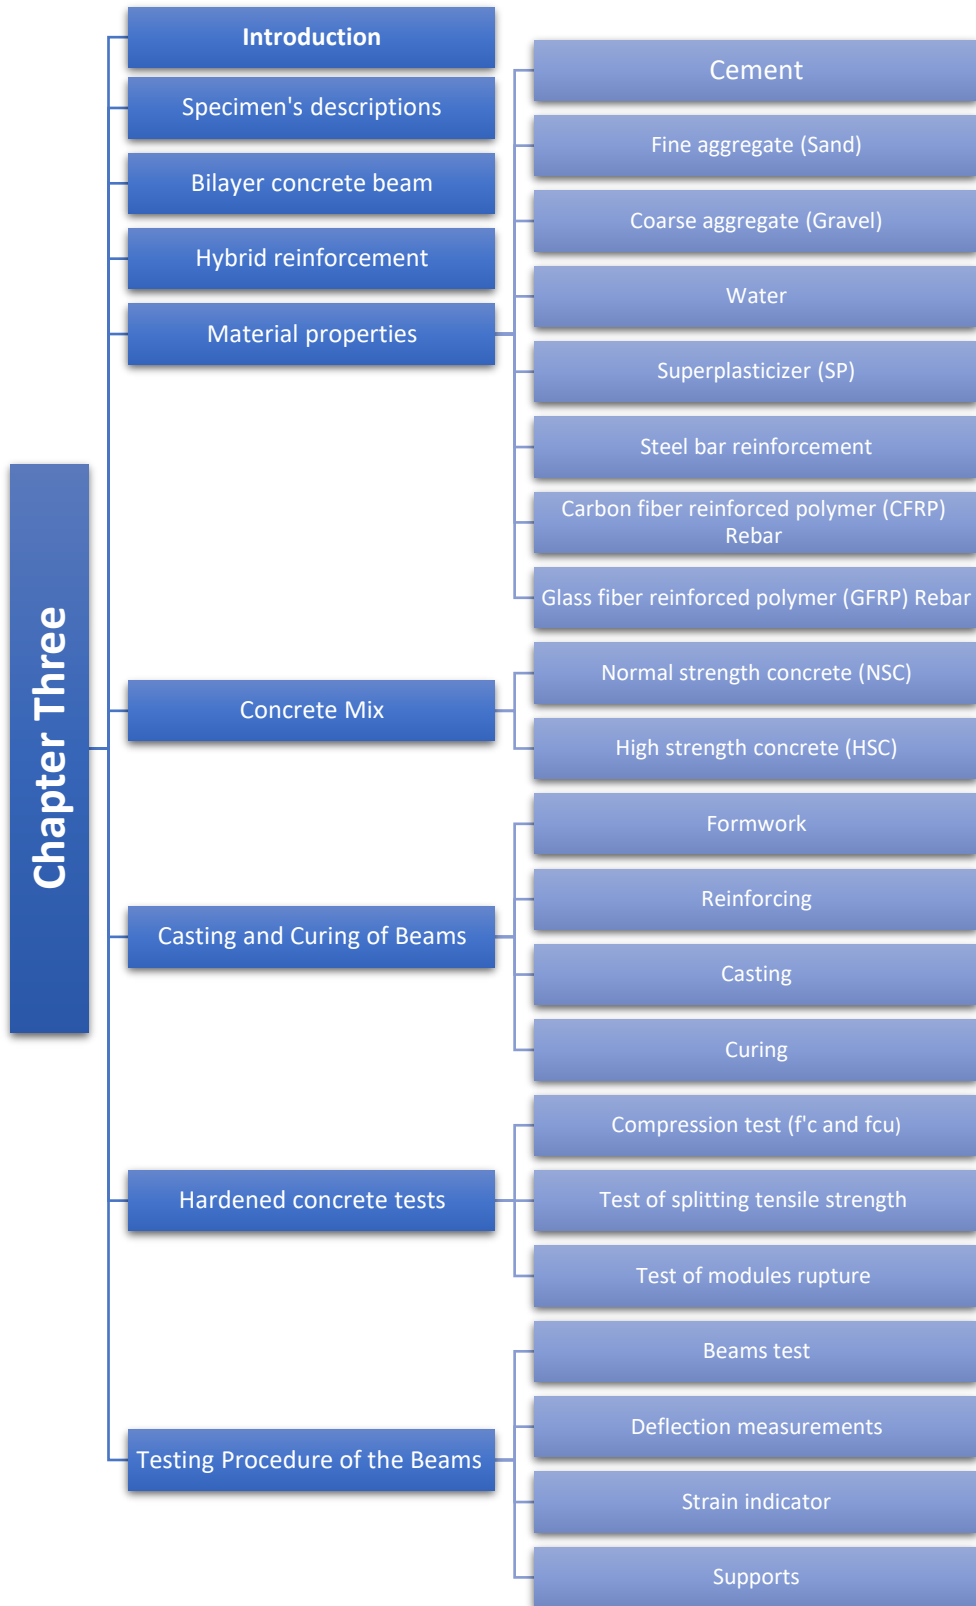 Chapter Three
Introduction
Specimen's descriptions
Bilayer concrete beam
Hybrid reinforcement
Material properties
Cement
Fine aggregate (Sand)
Coarse aggregate (Gravel)
Water
Superplasticizer (SP)
Steel bar reinforcement
Carbon fiber reinforced polymer (CFRP)
Rebar
Glass fiber reinforced polymer (GFRP) Rebar
Concrete Mix
Normal strength concrete (NSC)
High strength concrete (HSC)
Casting and Curing of Beams
Formwork
Reinforcing
Casting
Curing
Hardened concrete tests
Compression test (f'c and fcu)
Test of splitting tensile strength
Test of modules rupture
Testing Procedure of the Beams
Beams test
Deflection measurements
Strain indicator
Supports